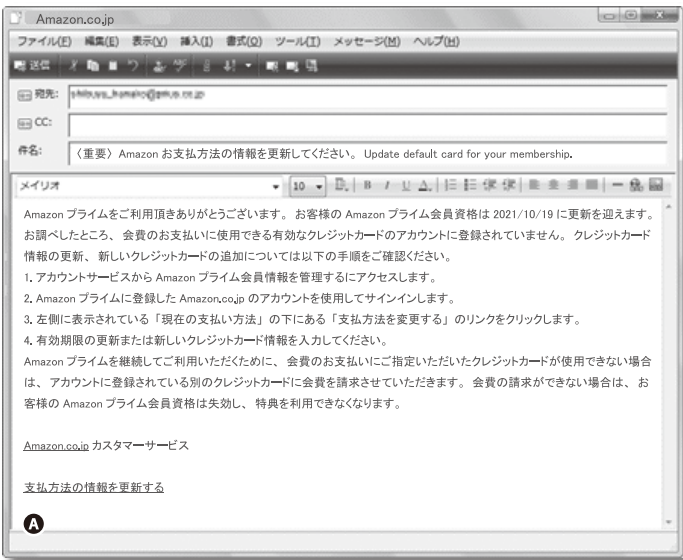 Amazon.co.jp
ファイル(F) 編集(E) 表示(V) 挿入(I) 書式(O) ツール(T) メッセージ(M) ヘルプ(H)
送信
宛先: shibuya_hanako@
CC:
件名: 〈重要〉 Amazon お支払方法の情報を更新してください。 Update default card for your membership.
メイリオ 10 B I U A
Amazon プライムをご利用頂きありがとうございます。 お客様の Amazon プライム会員資格は 2021/10/19 に更新を迎えます。
お調べしたところ、 会費のお支払いに使用できる有効なクレジットカードのアカウントに登録されていません。 クレジットカード
情報の更新、 新しいクレジットカードの追加については以下の手順をご確認ください。
1. アカウントサービスから Amazon プライム会員情報を管理するにアクセスします。
2. Amazon プライムに登録した Amazon.co.jp のアカウントを使用してサインインします。
3. 左側に表示されている 「現在の支払い方法」 の下にある 「支払方法を変更する」 のリンクをクリックします。
4. 有効期限の更新または新しいクレジットカード情報を入力してください。
Amazon プライムを継続してご利用いただくために、 会費のお支払いにご指定いただいたクレジットカードが使用できない場合
は、 アカウントに登録されている別のクレジットカードに会費を請求させていただきます。 会費の請求ができない場合は、 お
客様の Amazon プライム会員資格は失効し、 特典を利用できなくなります。
Amazon.co.jp カスタマーサービス
支払方法の情報を更新する
A